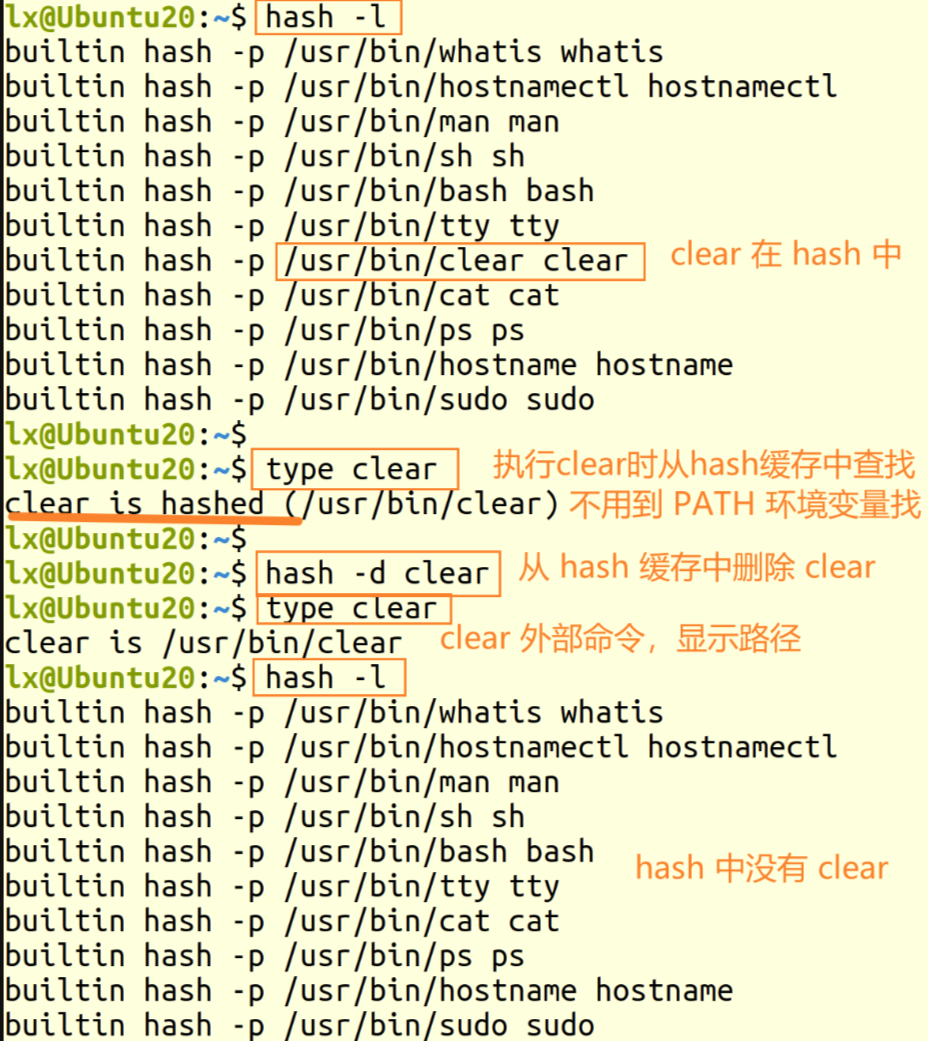 lx@Ubuntu20:~$ hash -l
builtin hash -p /usr/bin/whatis whatis
builtin hash -p /usr/bin/hostnamectl hostnamectl
builtin hash -p /usr/bin/man man
builtin hash -p /usr/bin/sh sh
builtin hash -p /usr/bin/bash bash
builtin hash -p /usr/bin/tty tty
builtin hash -p /usr/bin/clear clear clear 在 hash 中
builtin hash -p /usr/bin/cat cat
builtin hash -p /usr/bin/ps ps
builtin hash -p /usr/bin/hostname hostname
builtin hash -p /usr/bin/sudo sudo
lx@Ubuntu20:~$
lx@Ubuntu20:~$ type clear 执行clear时从hash缓存中查找
clear is hashed (/usr/bin/clear) 不用到 PATH 环境变量找
lx@Ubuntu20:~$
lx@Ubuntu20:~$ hash -d clear 从 hash 缓存中删除 clear
lx@Ubuntu20:~$ type clear
clear is /usr/bin/clear clear 外部命令，显示路径
lx@Ubuntu20:~$ hash -l
builtin hash -p /usr/bin/whatis whatis
builtin hash -p /usr/bin/hostnamectl hostnamectl
builtin hash -p /usr/bin/man man
builtin hash -p /usr/bin/sh sh
builtin hash -p /usr/bin/bash bash hash 中没有 clear
builtin hash -p /usr/bin/tty tty
builtin hash -p /usr/bin/cat cat
builtin hash -p /usr/bin/ps ps
builtin hash -p /usr/bin/hostname hostname
builtin hash -p /usr/bin/sudo sudo